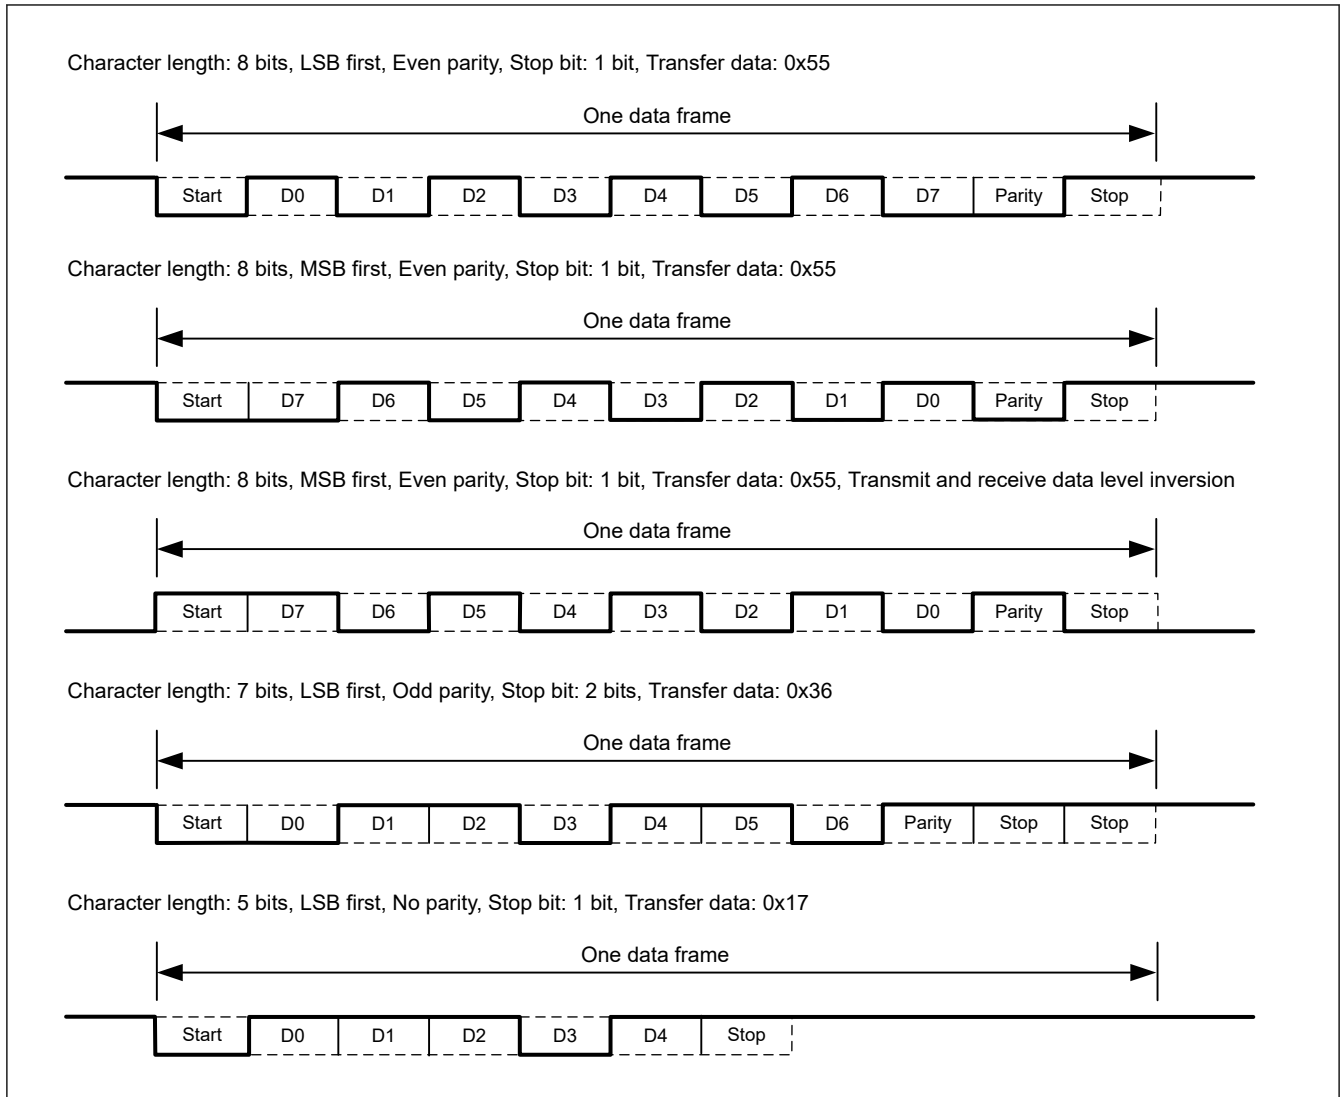 Character length: 8 bits, LSB first, Even parity, Stop bit: 1 bit, Transfer data: 0x55
One data frame
Start D0 D1 D2 D3 D4 D5 D6 D7 Parity Stop
Character length: 8 bits, MSB first, Even parity, Stop bit: 1 bit, Transfer data: 0x55
One data frame
Start D7 D6 D5 D4 D3 D2 D1 D0 Parity Stop
Character length: 8 bits, MSB first, Even parity, Stop bit: 1 bit, Transfer data: 0x55, Transmit and receive data level inversion
One data frame
Start D7 D6 D5 D4 D3 D2 D1 D0 Parity Stop
Character length: 7 bits, LSB first, Odd parity, Stop bit: 2 bits, Transfer data: 0x36
One data frame
Start D0 D1 D2 D3 D4 D5 D6 Parity Stop Stop
Character length: 5 bits, LSB first, No parity, Stop bit: 1 bit, Transfer data: 0x17
One data frame
Start D0 D1 D2 D3 D4 Stop